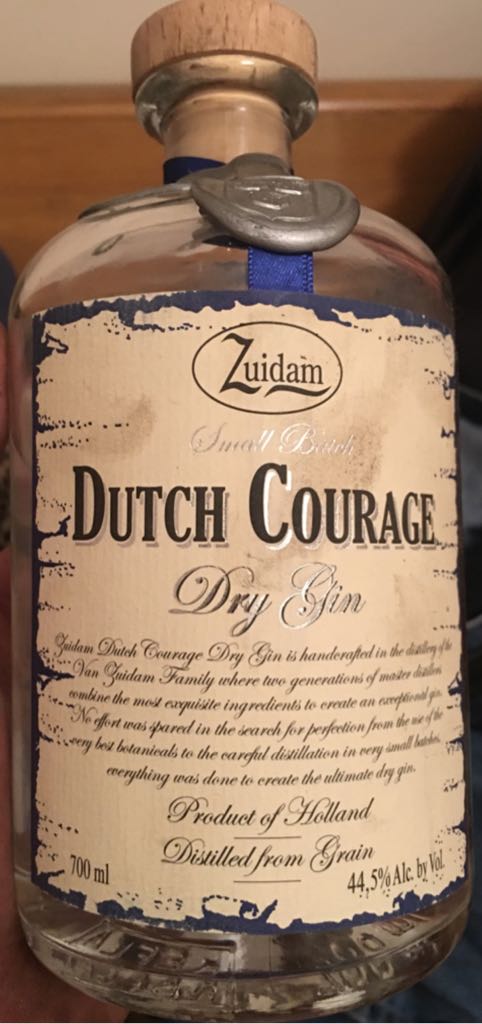 Zuidam
Small Batch
DUTCH COURAGE
Dry Gin
Zuidam Dutch Courage Dry Gin is handcrafted in the distillery of the
Van Zuidam Family where two generations of master distillers
combine the most exquisite ingredients to create an exceptional gin.
No effort was spared in the search for perfection from the use of the
very best botanicals to the careful distillation in very small batches,
everything was done to create the ultimate dry gin.
Product of Holland
Distilled from Grain
700 ml
44,5% Alc. by Vol.